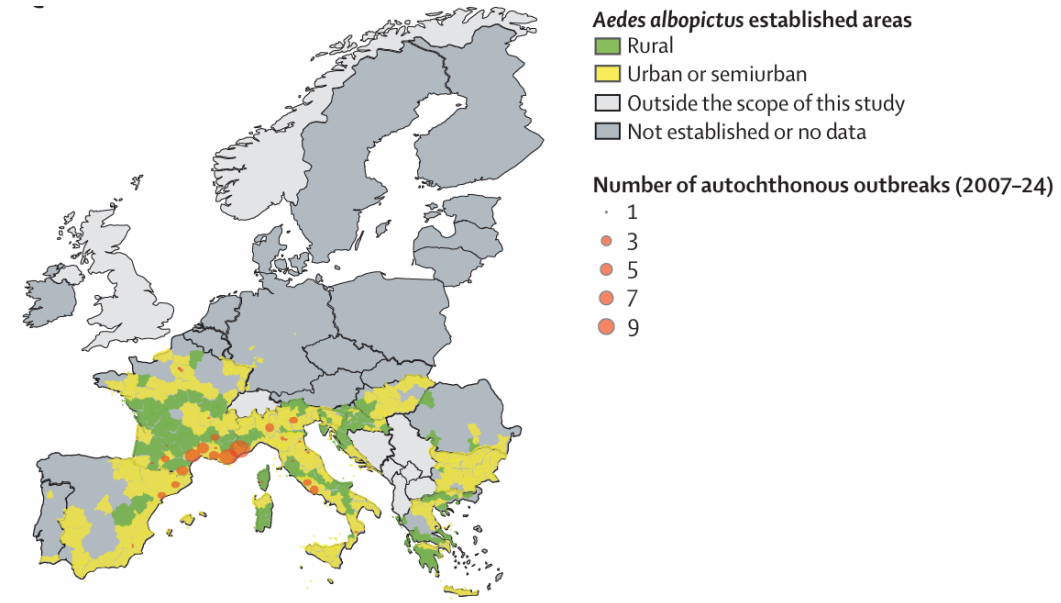 Aedes albopictus established areas
Rural
Urban or semiurban
Outside the scope of this study
Not established or no data
Number of autochthonous outbreaks (2007–24)
1
3
5
7
9